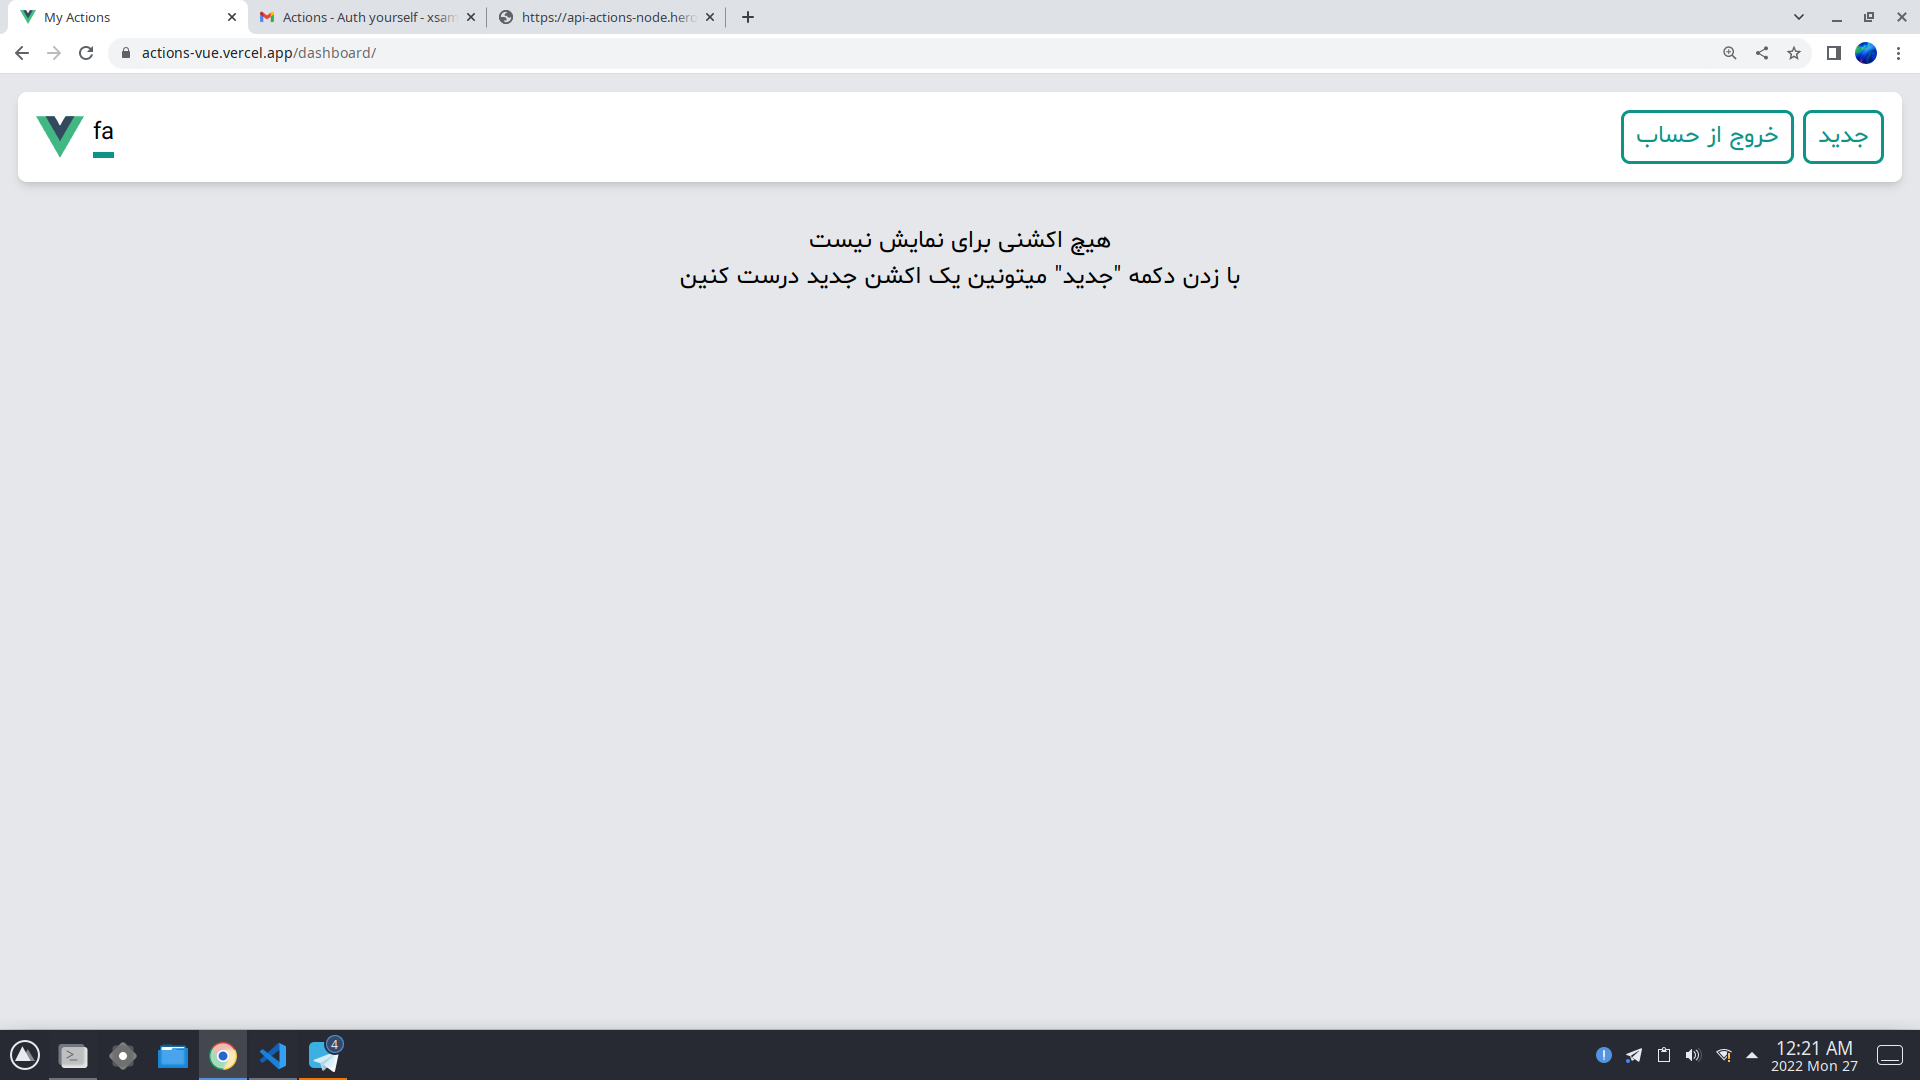 My Actions
Actions - Auth yourself - xsam
https://api-actions-node.hero
actions-vue.vercel.app/dashboard/
fa
جدید
خروج از حساب
هیچ اکشنی برای نمایش نیست
با زدن دکمه "جدید" میتونین یک اکشن جدید درست کنین
4
12:21 AM
2022 Mon 27